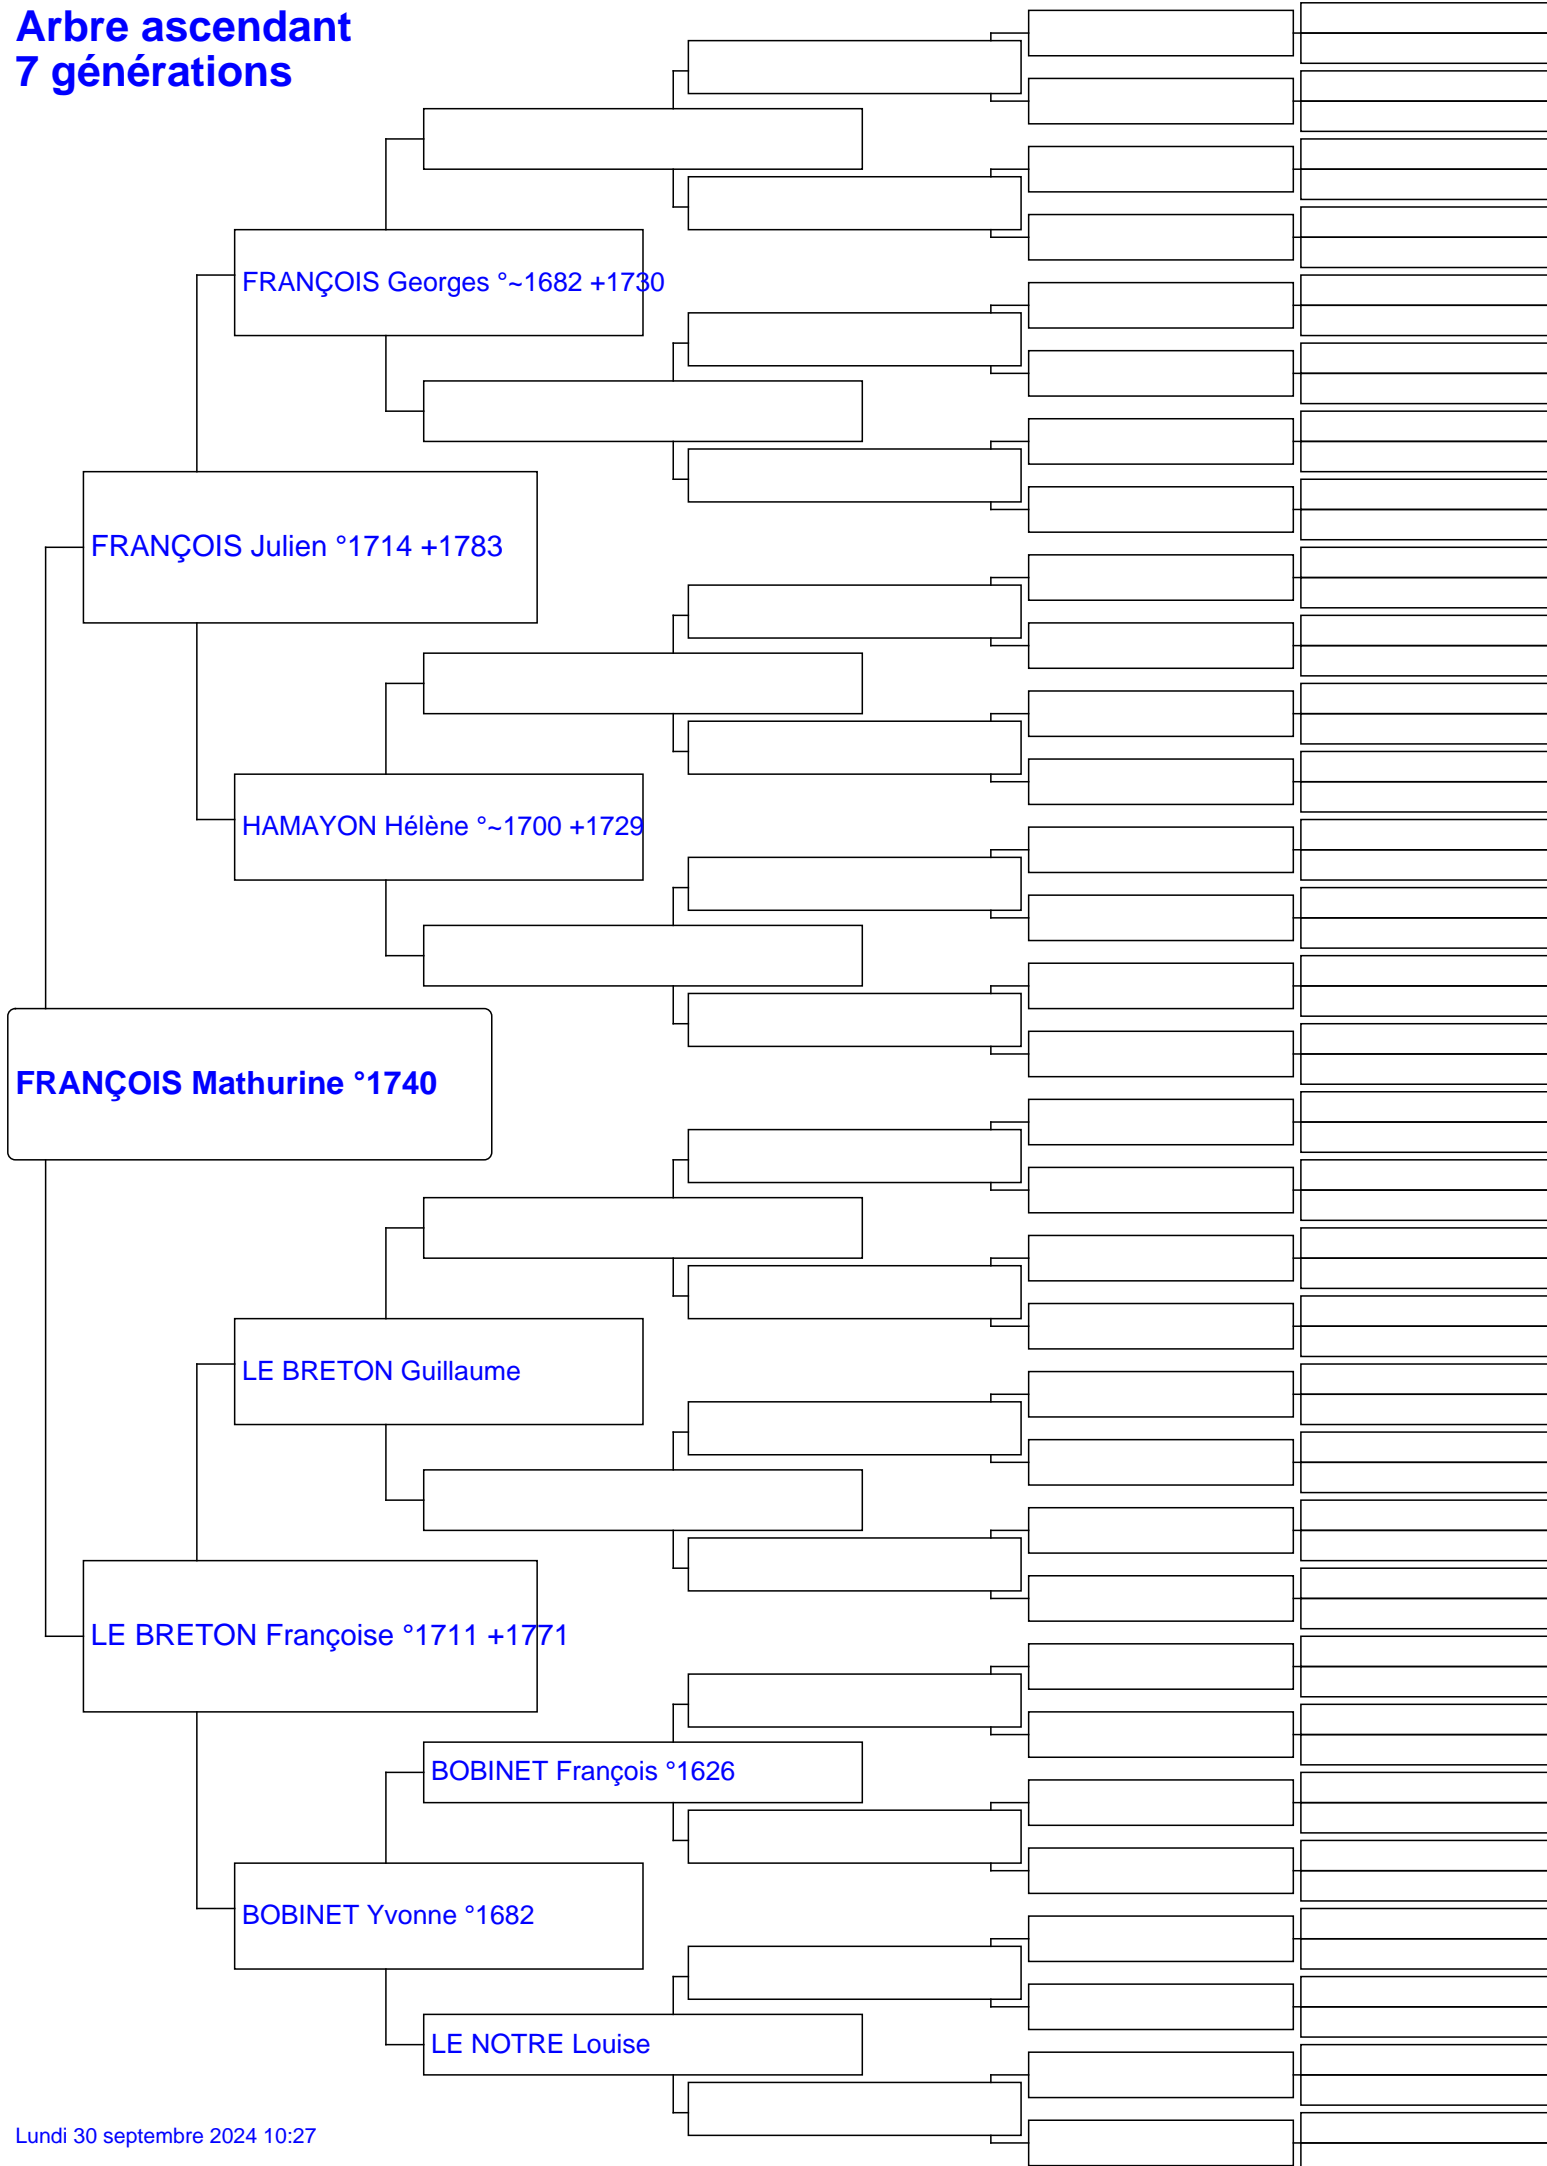 Arbre ascendant
7 générations
FRANÇOIS Georges °~1682 +1730
FRANÇOIS Julien °1714 +1783
HAMAYON Hélène °~1700 +1729
FRANÇOIS Mathurine °1740
LE BRETON Guillaume
LE BRETON Françoise °1711 +1771
BOBINET François °1626
BOBINET Yvonne °1682
LE NOTRE Louise
Lundi 30 septembre 2024 10:27